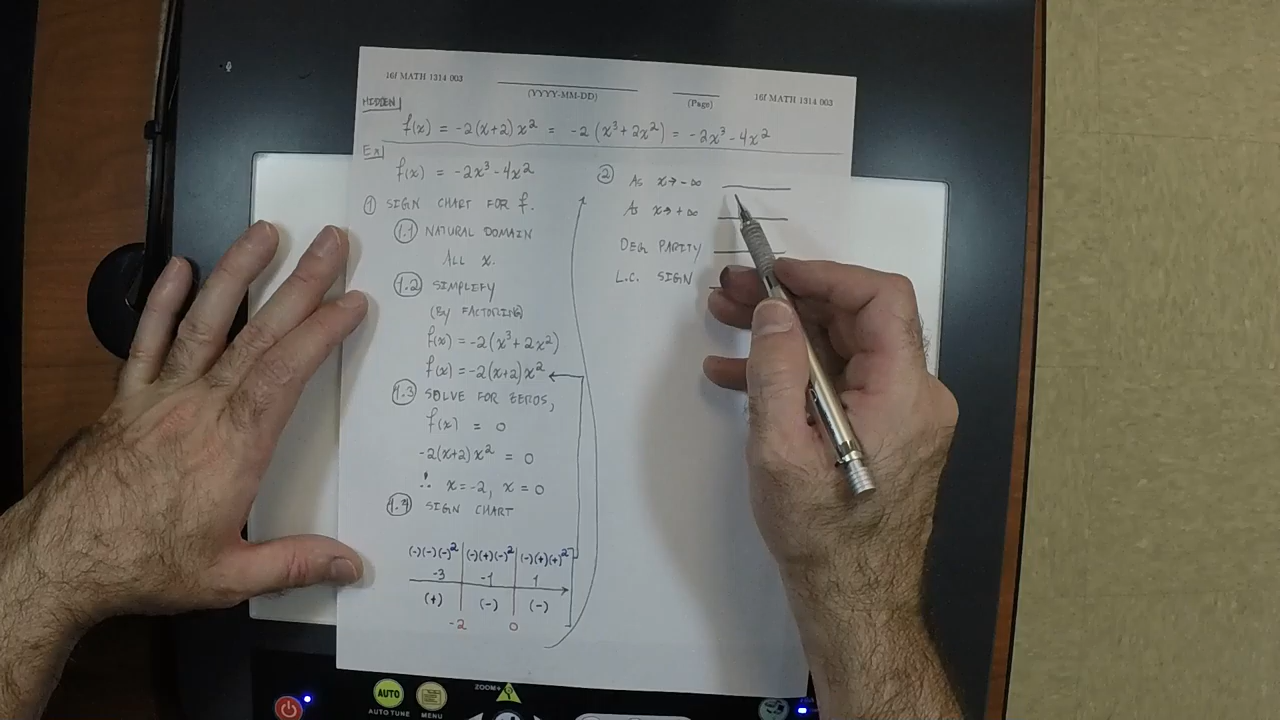 16f MATH 1314 003
(YYYY-MM-DD)
(Page)
16f MATH 1314 003
HIDDEN
f(x) = -2(x+2)x² = -2(x³+2x²) = -2x³-4x²
Ex
f(x) = -2x³-4x²
① SIGN CHART FOR f.
1.1 NATURAL DOMAIN
ALL x.
1.2 SIMPLIFY
(BY FACTORING)
f(x) = -2(x³+2x²)
f(x) = -2(x+2)x²
1.3 SOLVE FOR ZEROS,
f(x) = 0
-2(x+2)x² = 0
∴ x=-2, x=0
1.4 SIGN CHART
(-)(-)(-)² (-)(+)(-)² (-)(+)(+)²
-3 -1 1
(+) (-) (-)
-2 0
② As x→-∞
As x→+∞
DEG PARITY
L.C. SIGN
AUTO
AUTO TUNE
MENU
ZOOM+